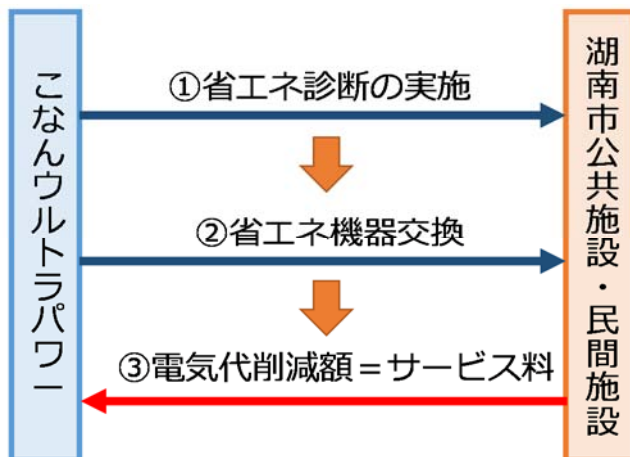 こなんウルトラパワー
①省エネ診断の実施
②省エネ機器交換
③電気代削減額＝サービス料
湖南市公共施設・民間施設